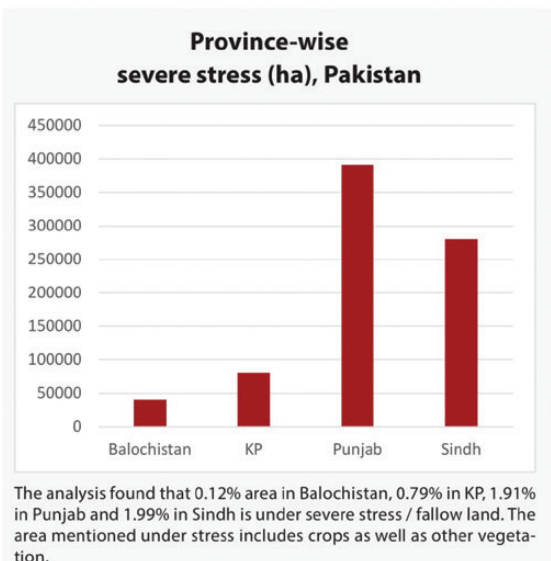 Province-wise
severe stress (ha), Pakistan
450000
400000
350000
300000
250000
200000
150000
100000
50000
0
Balochistan KP Punjab Sindh
The analysis found that 0.12% area in Balochistan, 0.79% in KP, 1.91%
in Punjab and 1.99% in Sindh is under severe stress / fallow land. The
area mentioned under stress includes crops as well as other vegeta-
tion.